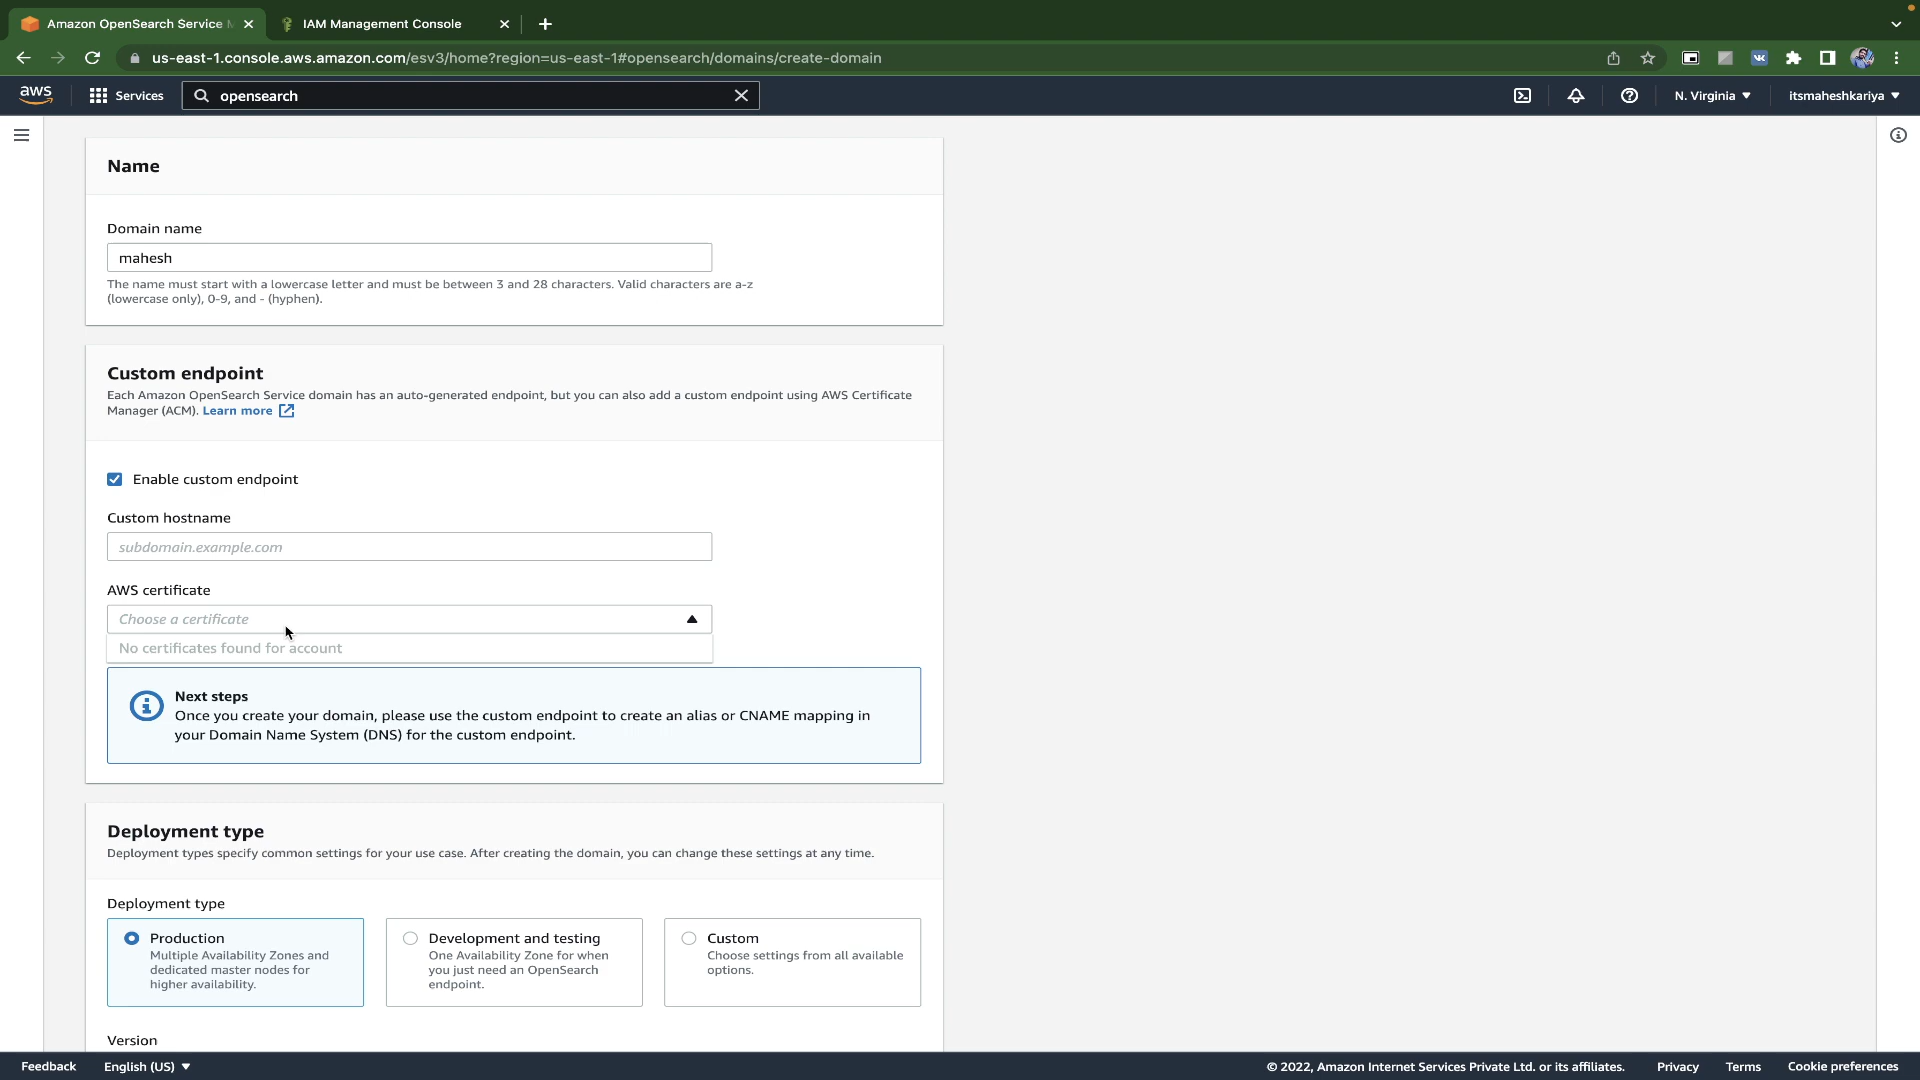 Amazon OpenSearch Service M
IAM Management Console
us-east-1.console.aws.amazon.com/esv3/home?region=us-east-1#opensearch/domains/create-domain
aws
Services
opensearch
N. Virginia
itsmaheshkariya
Name
Domain name
mahesh
The name must start with a lowercase letter and must be between 3 and 28 characters. Valid characters are a-z
(lowercase only), 0-9, and - (hyphen).
Custom endpoint
Each Amazon OpenSearch Service domain has an auto-generated endpoint, but you can also add a custom endpoint using AWS Certificate
Manager (ACM). Learn more
Enable custom endpoint
Custom hostname
subdomain.example.com
AWS certificate
Choose a certificate
No certificates found for account
Next steps
Once you create your domain, please use the custom endpoint to create an alias or CNAME mapping in
your Domain Name System (DNS) for the custom endpoint.
Deployment type
Deployment types specify common settings for your use case. After creating the domain, you can change these settings at any time.
Deployment type
Production
Multiple Availability Zones and
dedicated master nodes for
higher availability.
Development and testing
One Availability Zone for when
you just need an OpenSearch
endpoint.
Custom
Choose settings from all available
options.
Version
Feedback
English (US)
© 2022, Amazon Internet Services Private Ltd. or its affiliates.
Privacy
Terms
Cookie preferences